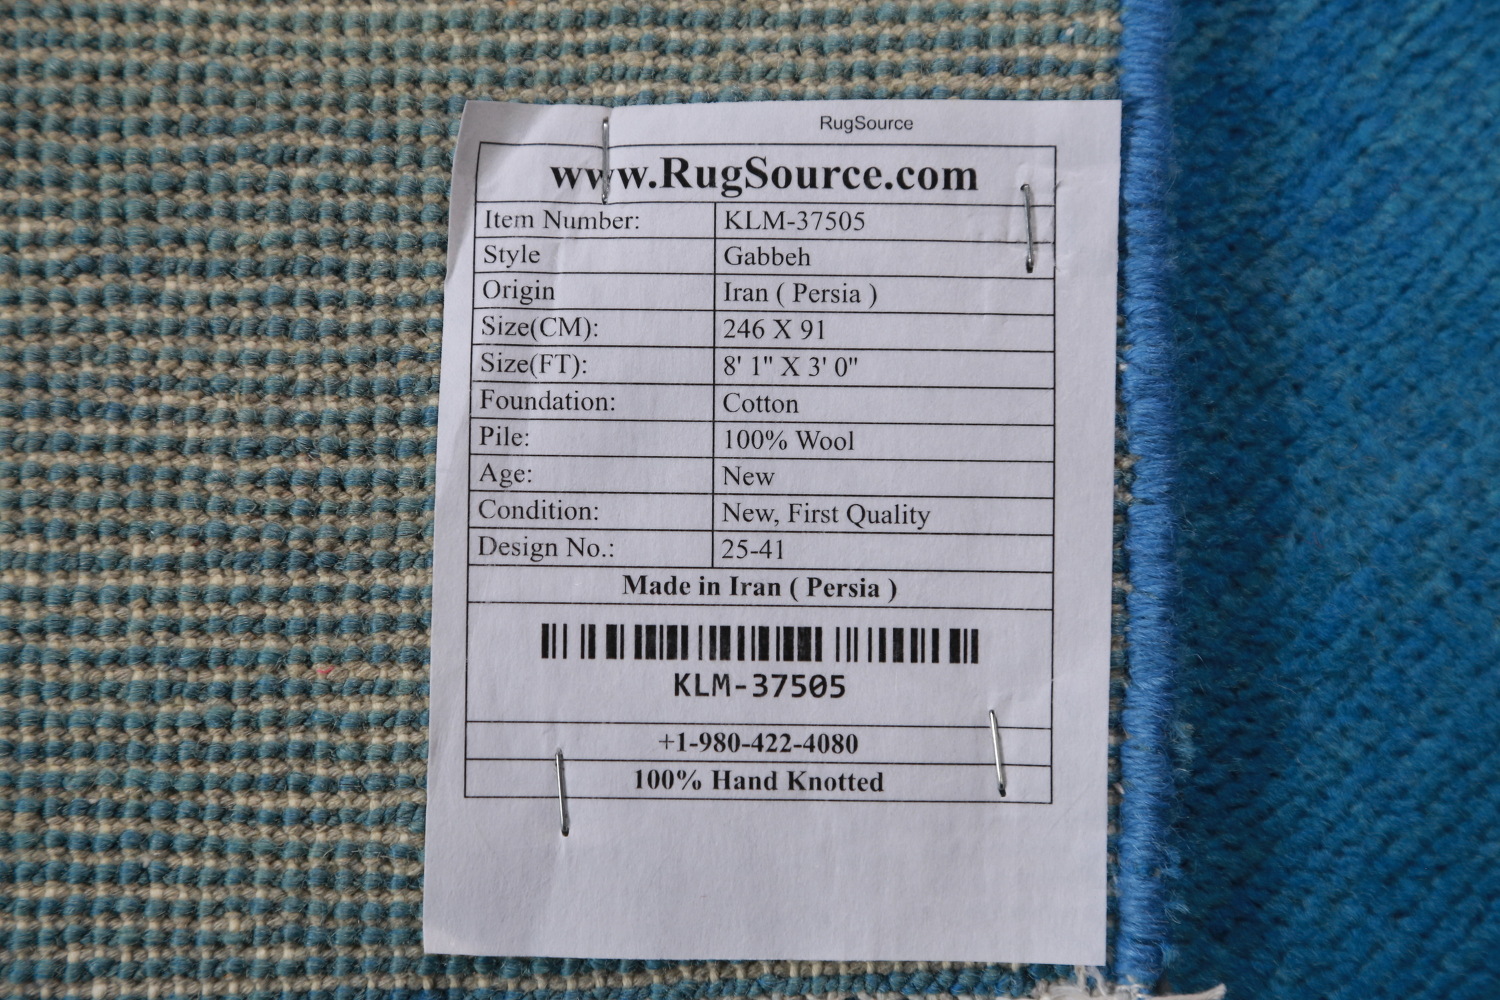 RugSource
www.RugSource.com
Item Number: KLM-37505
Style Gabbeh
Origin Iran ( Persia )
Size(CM): 246 X 91
Size(FT): 8' 1" X 3' 0"
Foundation: Cotton
Pile: 100% Wool
Age: New
Condition: New, First Quality
Design No.: 25-41
Made in Iran ( Persia )
KLM-37505
+1-980-422-4080
100% Hand Knotted